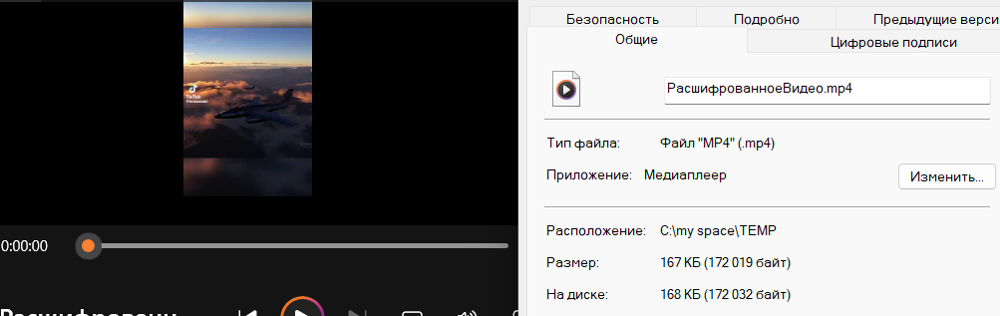 TikTok
0:00:00
Безопасность
Подробно
Предыдущие верси
Общие
Цифровые подписи
РасшифрованноеВидео.mp4
Тип файла: Файл "MP4" (.mp4)
Приложение: Медиаплеер
Изменить...
Расположение: C:\my space\TEMP
Размер: 167 КБ (172 019 байт)
На диске: 168 КБ (172 032 байт)